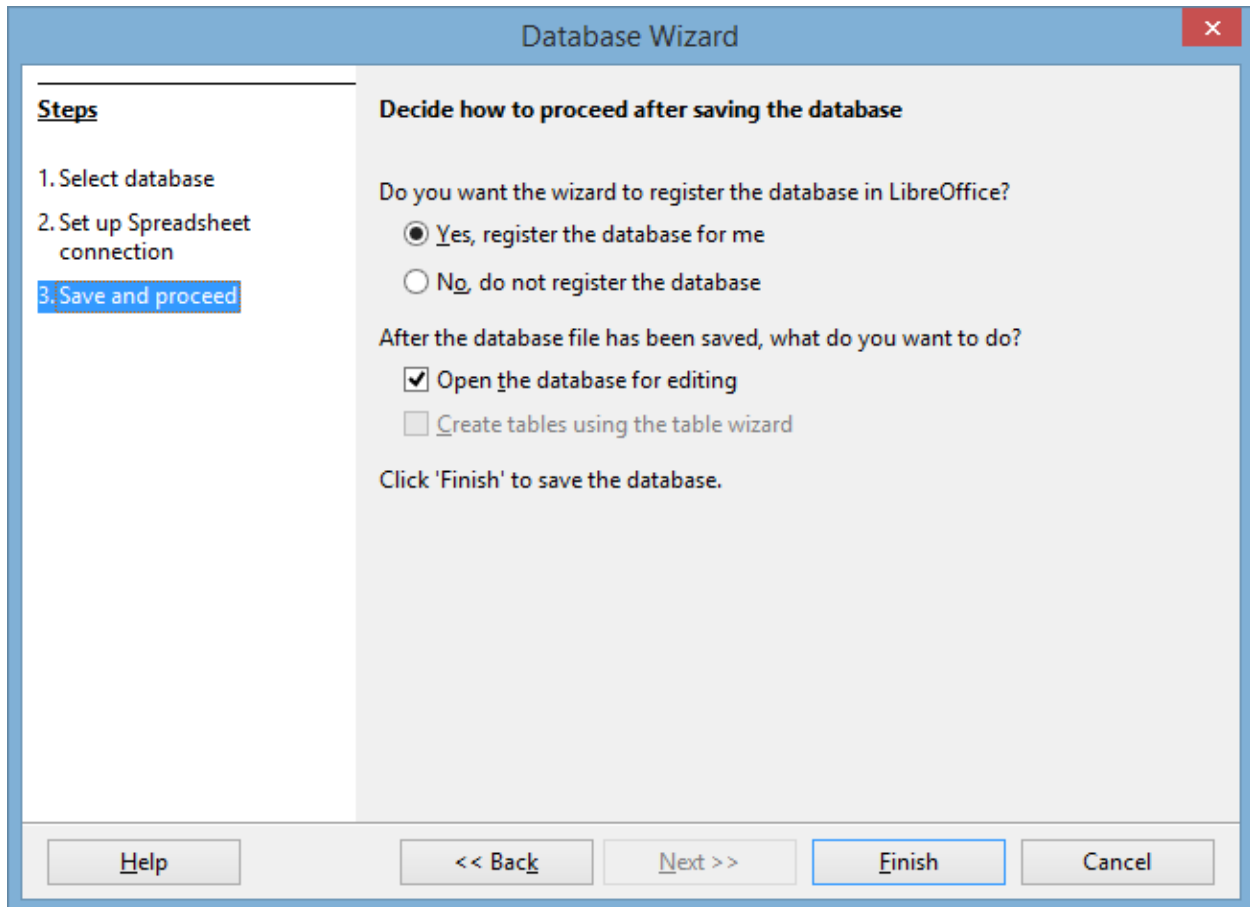 Database Wizard
Steps
1. Select database
2. Set up Spreadsheet
connection
3. Save and proceed
Decide how to proceed after saving the database
Do you want the wizard to register the database in LibreOffice?
Yes, register the database for me
No, do not register the database
After the database file has been saved, what do you want to do?
Open the database for editing
Create tables using the table wizard
Click 'Finish' to save the database.
Help
<< Back
Next >>
Finish
Cancel